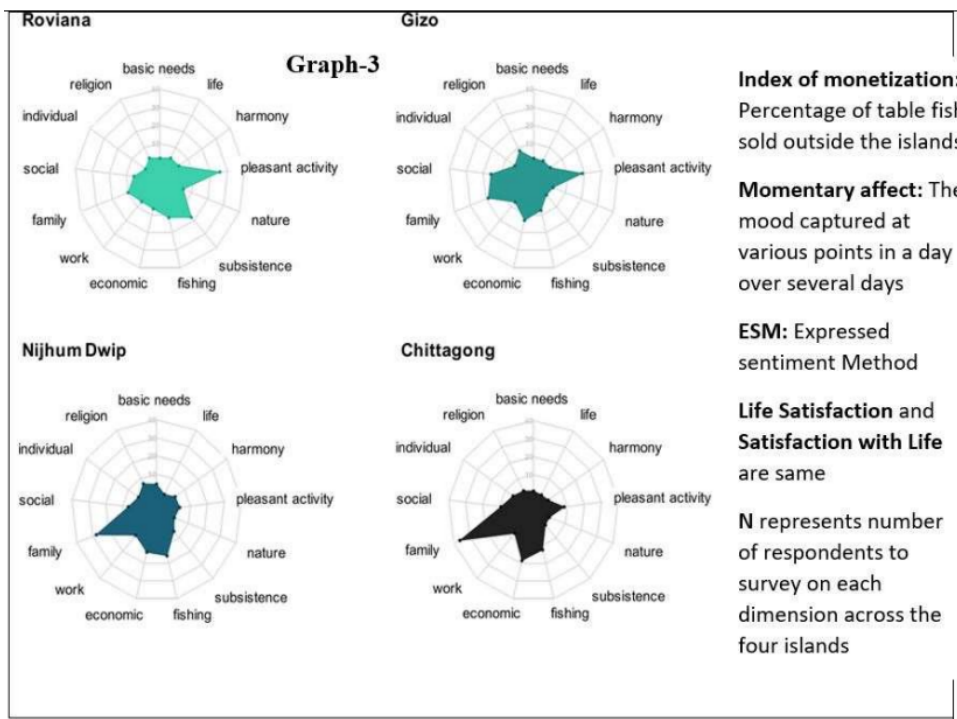 Roviana
Graph-3
basic needs
life
harmony
pleasant activity
nature
subsistence
fishing
economic
work
family
social
individual
religion
Gizo
basic needs
life
harmony
pleasant activity
nature
subsistence
fishing
economic
work
family
social
individual
religion
Nijhum Dwip
basic needs
life
harmony
pleasant activity
nature
subsistence
fishing
economic
work
family
social
individual
religion
Chittagong
basic needs
life
harmony
pleasant activity
nature
subsistence
fishing
economic
work
family
social
individual
religion
Index of monetization:
Percentage of table fish
sold outside the islands
Momentary affect: The
mood captured at
various points in a day
over several days
ESM: Expressed
sentiment Method
Life Satisfaction and
Satisfaction with Life
are same
N represents number
of respondents to
survey on each
dimension across the
four islands